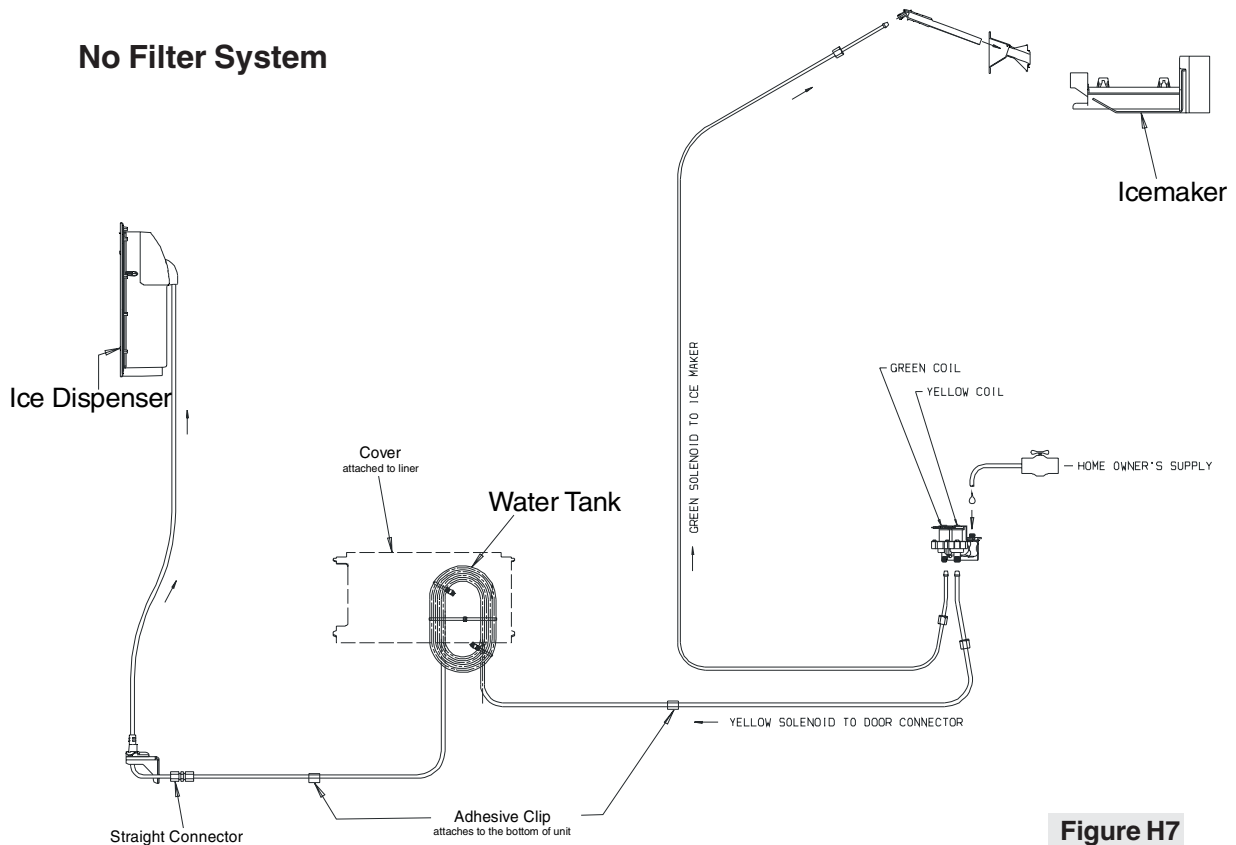 No Filter System
Icemaker
GREEN SOLENOID TO ICE MAKER
GREEN COIL
YELLOW COIL
Ice Dispenser
Cover
attached to liner
HOME OWNER'S SUPPLY
Water Tank
YELLOW SOLENOID TO DOOR CONNECTOR
Adhesive Clip
attaches to the bottom of unit
Straight Connector
Figure H7